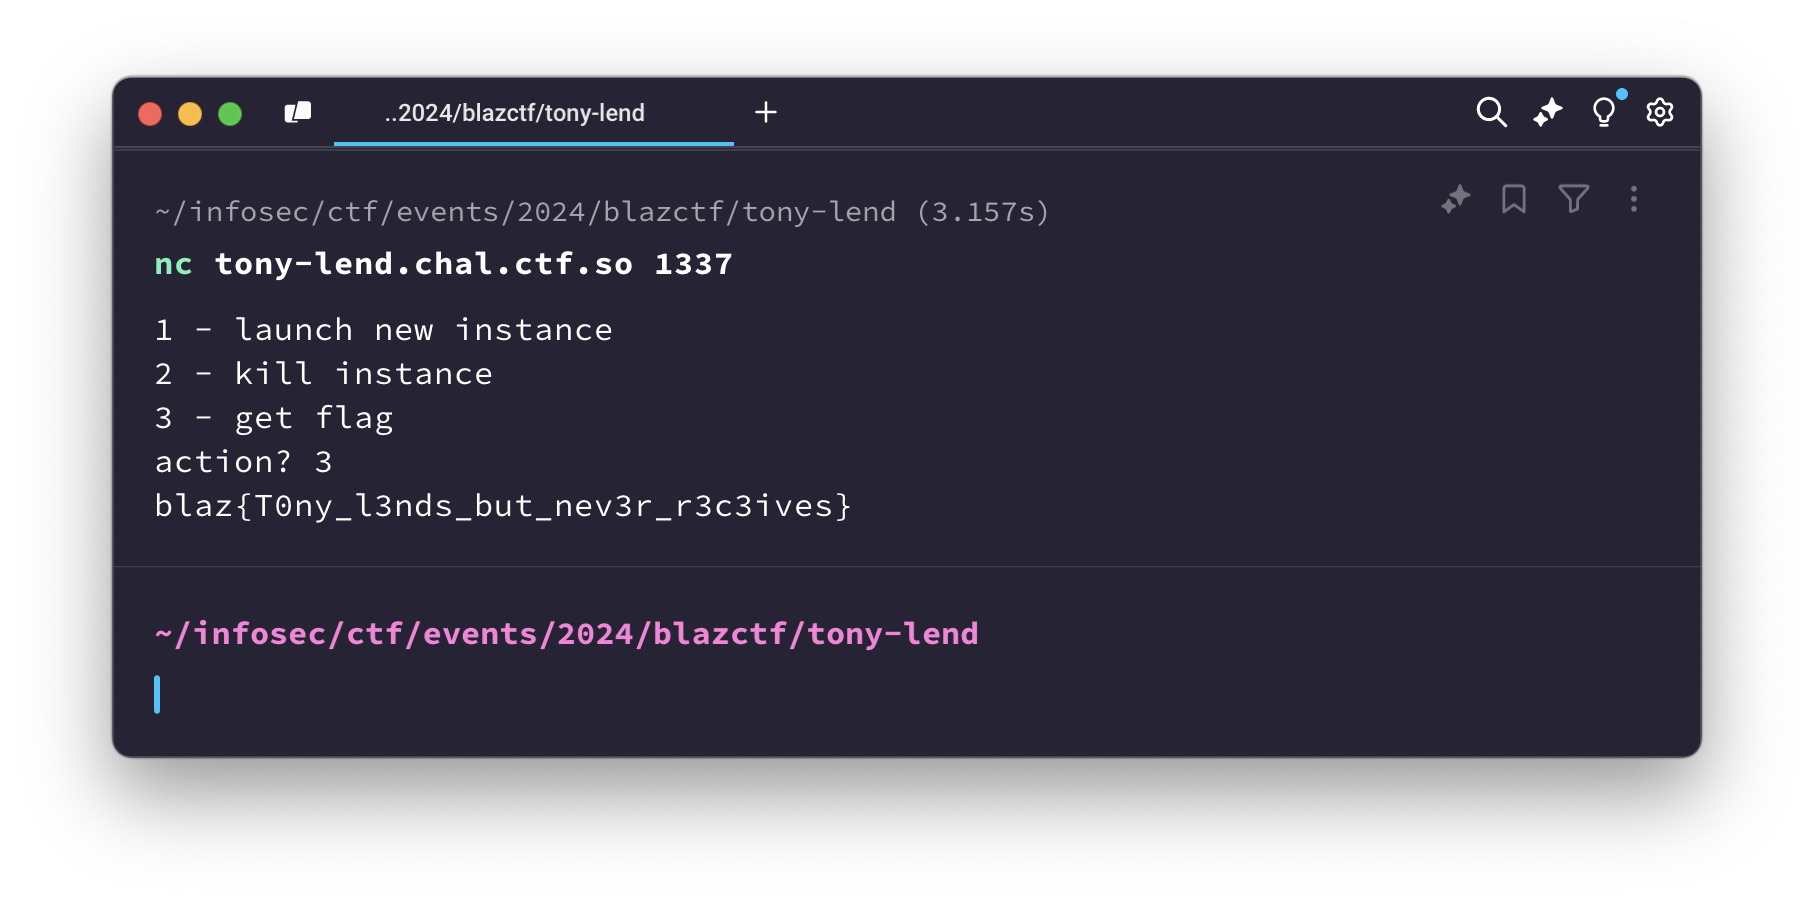 ..2024/blazctf/tony-lend
~/infosec/ctf/events/2024/blazctf/tony-lend (3.157s)
nc tony-lend.chal.ctf.so 1337
1 - launch new instance
2 - kill instance
3 - get flag
action? 3
blaz{T0ny_l3nds_but_nev3r_r3c3ives}
~/infosec/ctf/events/2024/blazctf/tony-lend